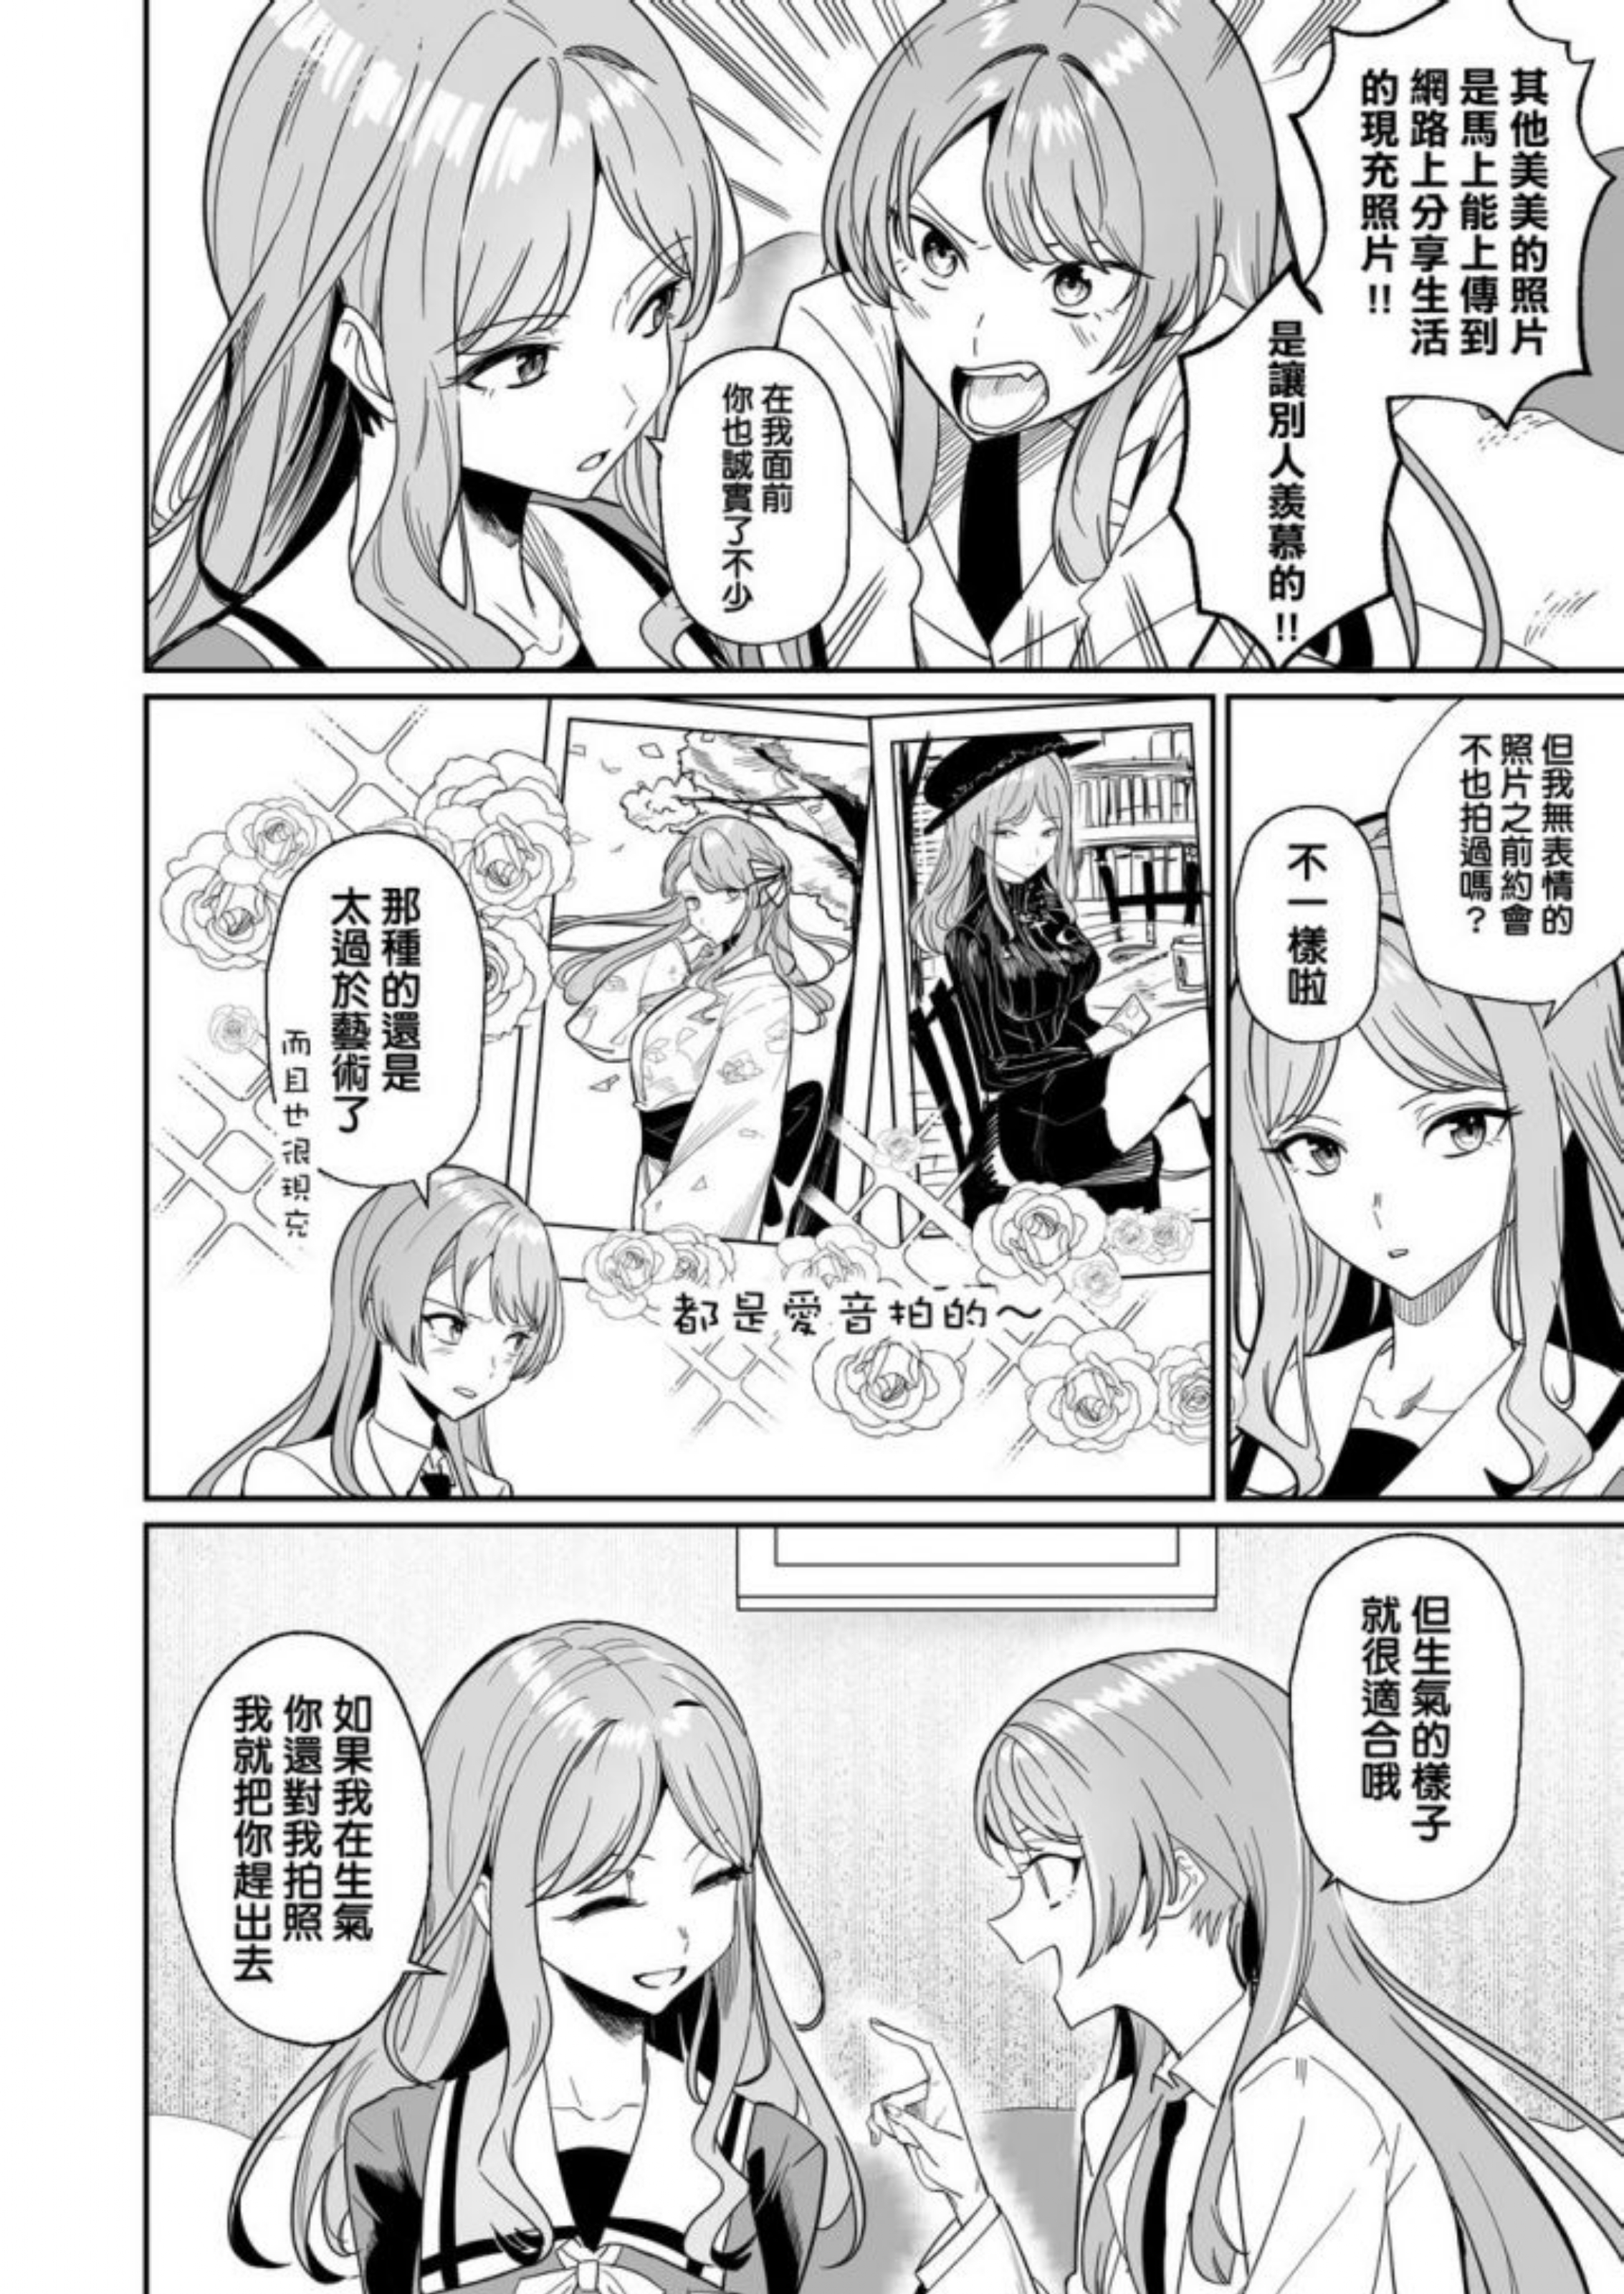 其他美美的照片
是馬上能上傳到
網路上分享生活
的現充照片!!
是讓別人羨慕的!!
在我面前
你也誠實了不少
但我無表情的
照片之前約會
不也拍過嗎?
不一樣啦
都是愛音拍的～
那種的還是
太過於藝術了
而且也很現充
但生氣的樣子
就很適合哦
如果我在生氣
你還對我拍照
我就把你趕出去